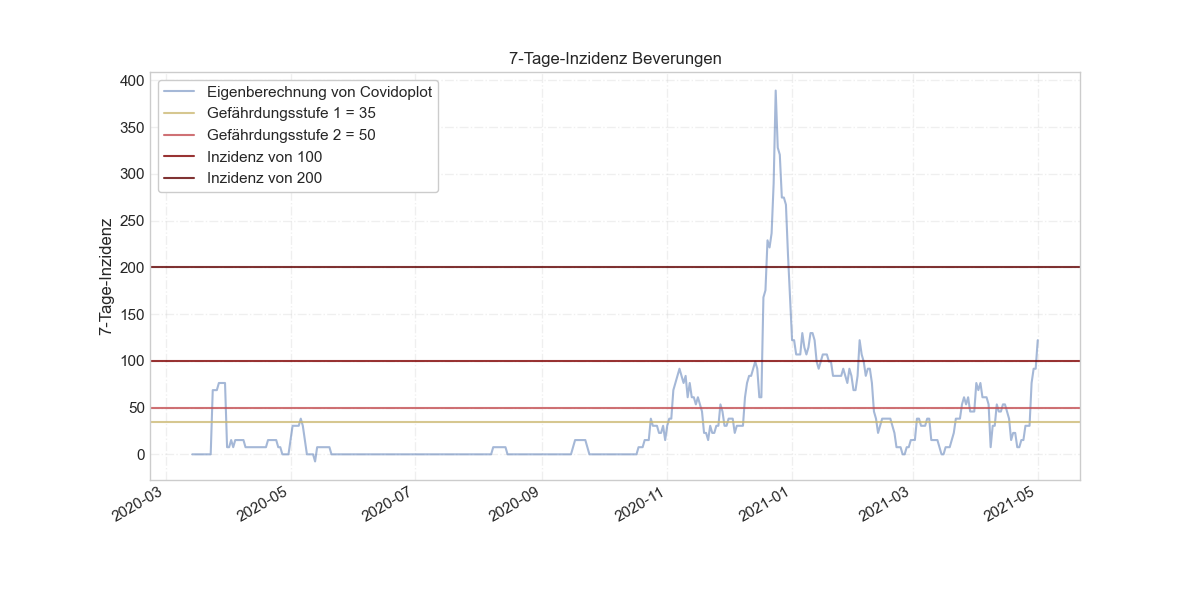 7-Tage-Inzidenz Beverungen
7-Tage-Inzidenz
400
350
300
250
200
150
100
50
0
Eigenberechnung von Covidoplot
Gefährdungsstufe 1 = 35
Gefährdungsstufe 2 = 50
Inzidenz von 100
Inzidenz von 200
2020-03
2020-05
2020-07
2020-09
2020-11
2021-01
2021-03
2021-05